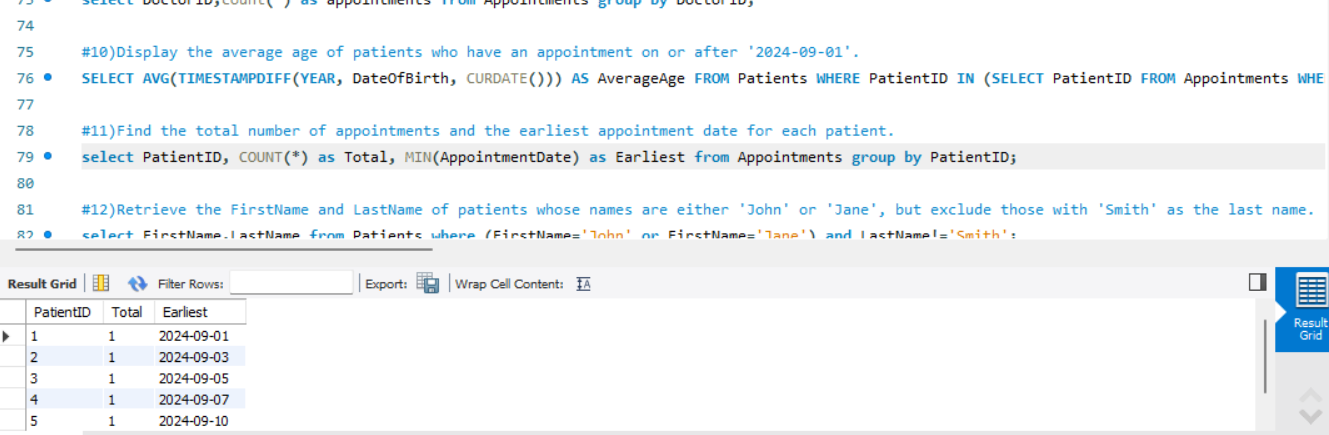 73 select DoctorID,count(*) as appointments from Appointments group by DoctorID;
74
75 #10)Display the average age of patients who have an appointment on or after '2024-09-01'.
76 SELECT AVG(TIMESTAMPDIFF(YEAR, DateOfBirth, CURDATE())) AS AverageAge FROM Patients WHERE PatientID IN (SELECT PatientID FROM Appointments WHE
77
78 #11)Find the total number of appointments and the earliest appointment date for each patient.
79 select PatientID, COUNT(*) as Total, MIN(AppointmentDate) as Earliest from Appointments group by PatientID;
80
81 #12)Retrieve the FirstName and LastName of patients whose names are either 'John' or 'Jane', but exclude those with 'Smith' as the last name.
82 select FirstName,LastName from Patients where (FirstName='John' or FirstName='Jane') and LastName!='Smith';
Result Grid Filter Rows: Export: Wrap Cell Content: IA
PatientID Total Earliest
1 1 2024-09-01
2 1 2024-09-03
3 1 2024-09-05
4 1 2024-09-07
5 1 2024-09-10
Result
Grid